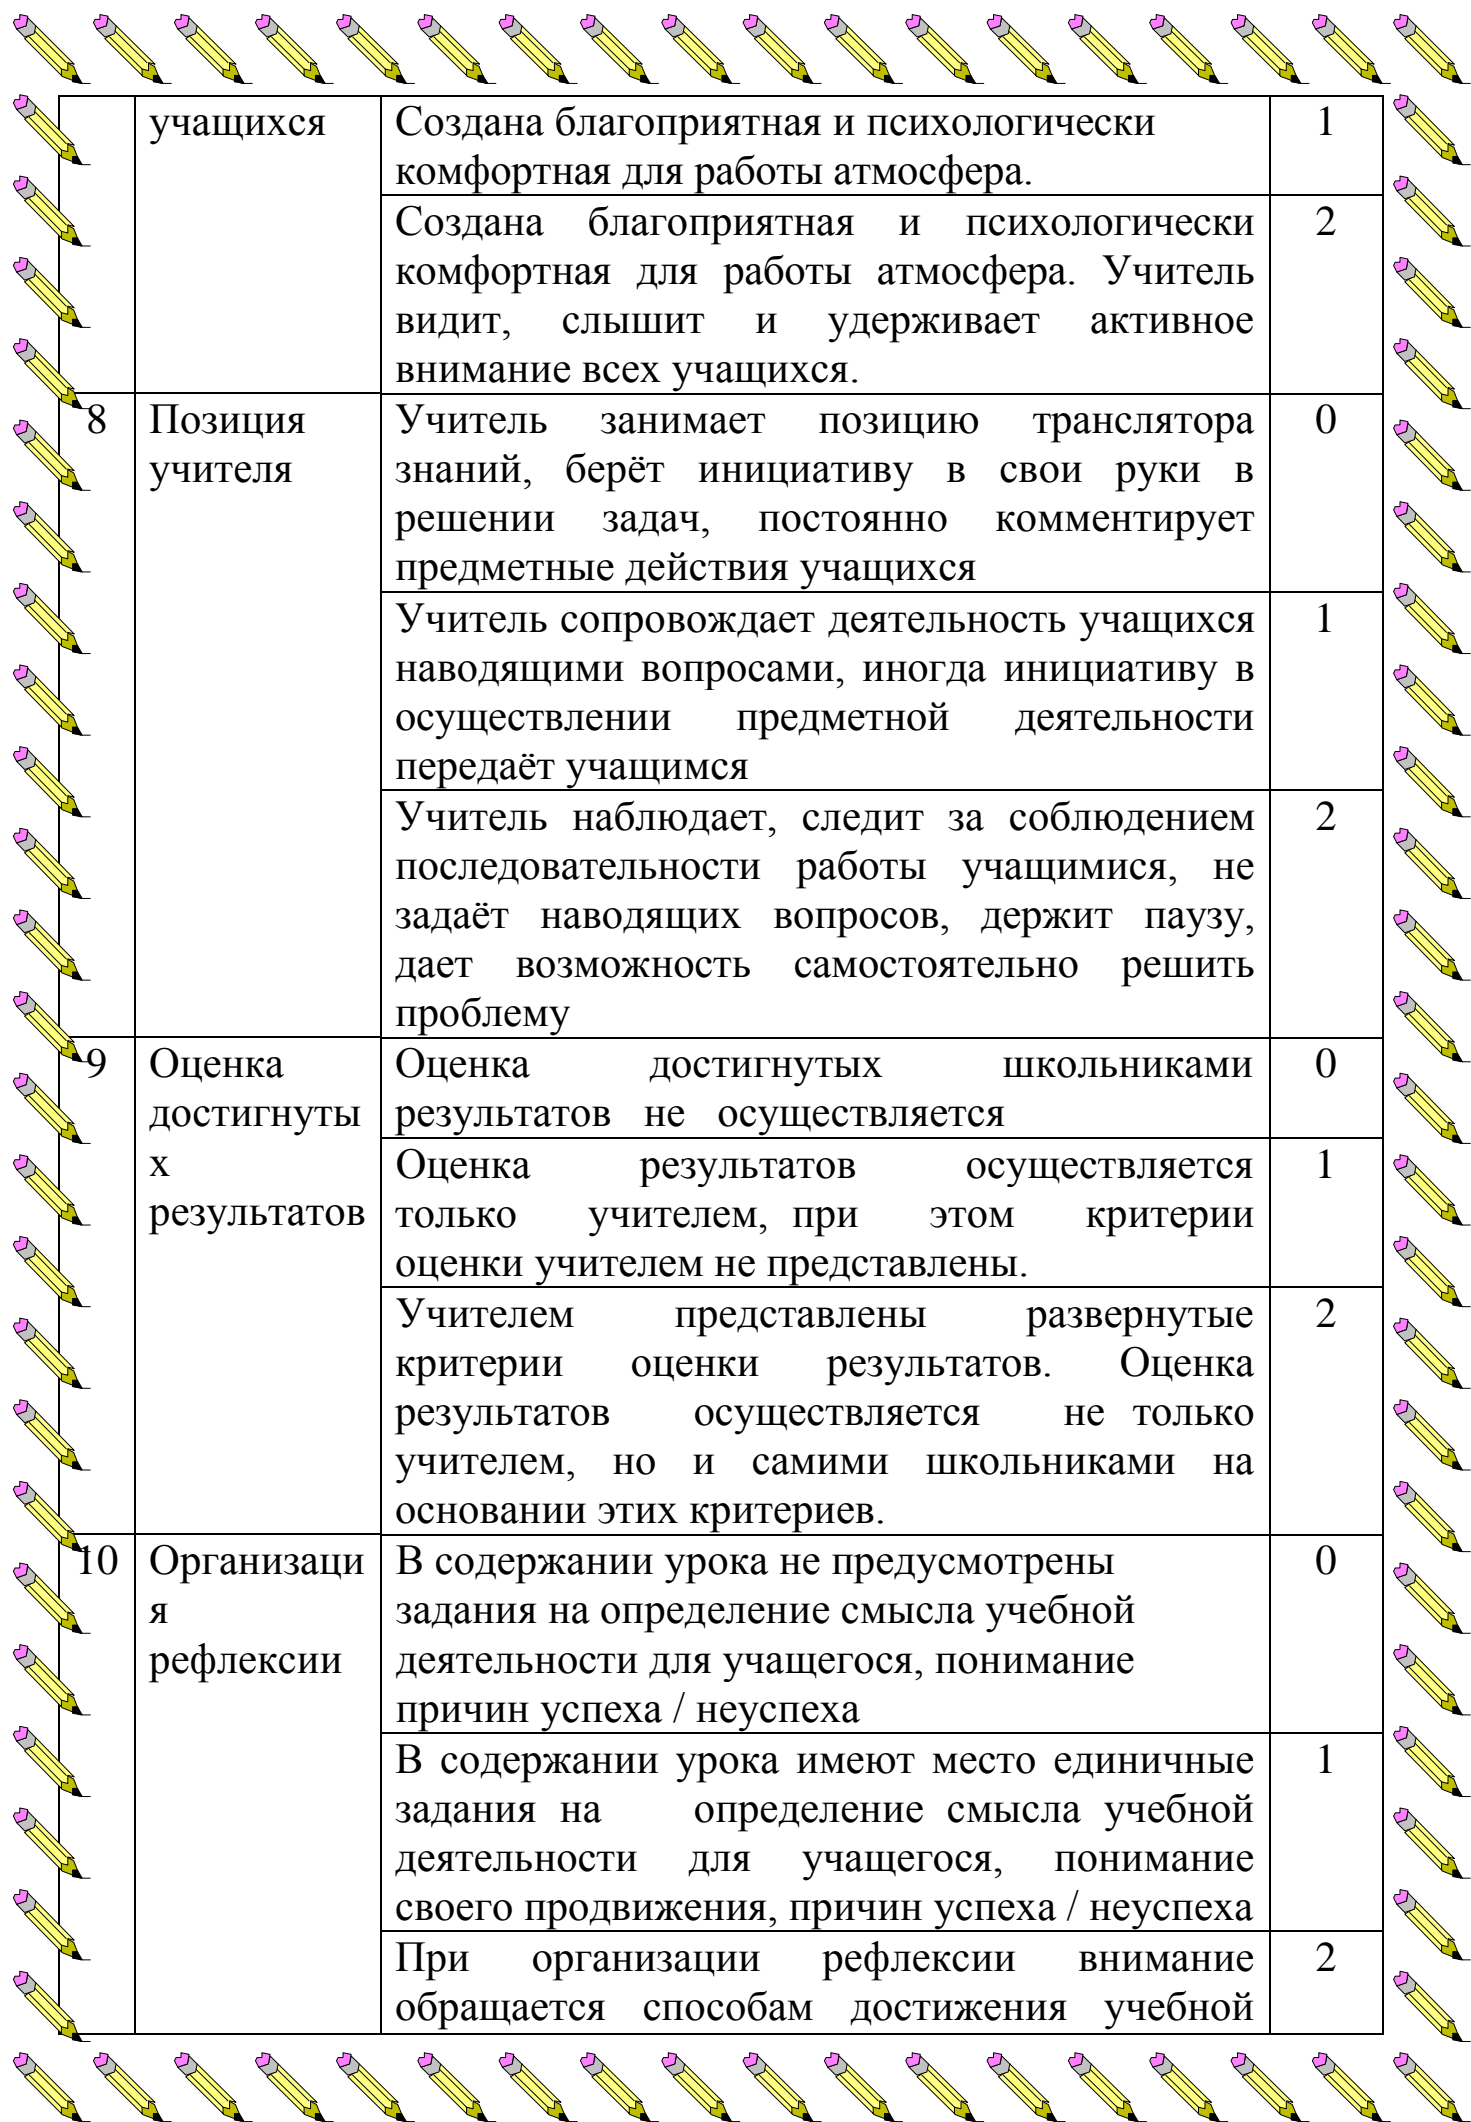 учащихся
Создана благоприятная и психологически
комфортная для работы атмосфера.
1
Создана благоприятная и психологически
комфортная для работы атмосфера. Учитель
видит, слышит и удерживает активное
внимание всех учащихся.
2
8
Позиция
учителя
Учитель занимает позицию транслятора
знаний, берёт инициативу в свои руки в
решении задач, постоянно комментирует
предметные действия учащихся
0
Учитель сопровождает деятельность учащихся
наводящими вопросами, иногда инициативу в
осуществлении предметной деятельности
передаёт учащимся
1
Учитель наблюдает, следит за соблюдением
последовательности работы учащимися, не
задаёт наводящих вопросов, держит паузу,
дает возможность самостоятельно решить
проблему
2
9
Оценка
достигнуты
х
результатов
Оценка достигнутых школьниками
результатов не осуществляется
0
Оценка результатов осуществляется
только учителем, при этом критерии
оценки учителем не представлены.
1
Учителем представлены развернутые
критерии оценки результатов. Оценка
результатов осуществляется не только
учителем, но и самими школьниками на
основании этих критериев.
2
10
Организаци
я
рефлексии
В содержании урока не предусмотрены
задания на определение смысла учебной
деятельности для учащегося, понимание
причин успеха / неуспеха
0
В содержании урока имеют место единичные
задания на определение смысла учебной
деятельности для учащегося, понимание
своего продвижения, причин успеха / неуспеха
1
При организации рефлексии внимание
обращается способам достижения учебной
2